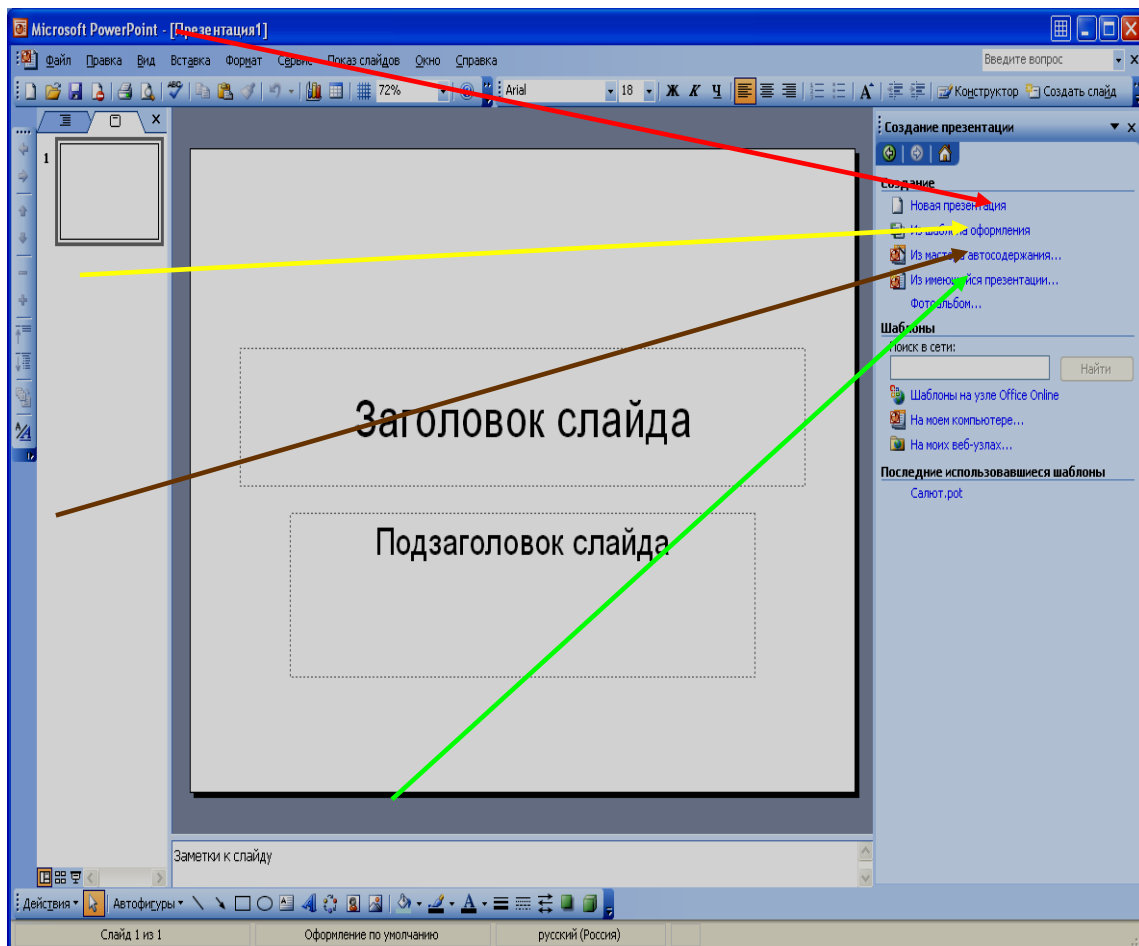 Microsoft PowerPoint - [Презентация1]
Файл Правка Вид Вставка Формат Сервис Показ слайдов Окно Справка Введите вопрос
72% Arial 18 Ж К Ч Конструктор Создать слайд
Создание презентации
1
Создание
Новая презентация
Из шаблона оформления
Из мастера автосодержания...
Из имеющейся презентации...
Фотоальбом...
Шаблоны
Поиск в сети:
Найти
Шаблоны на узле Office Online
На моем компьютере...
На моих веб-узлах...
Последние использовавшиеся шаблоны
Салют.pot
Заголовок слайда
Подзаголовок слайда
Заметки к слайду
Действия Автофигуры
Слайд 1 из 1 Оформление по умолчанию русский (Россия)